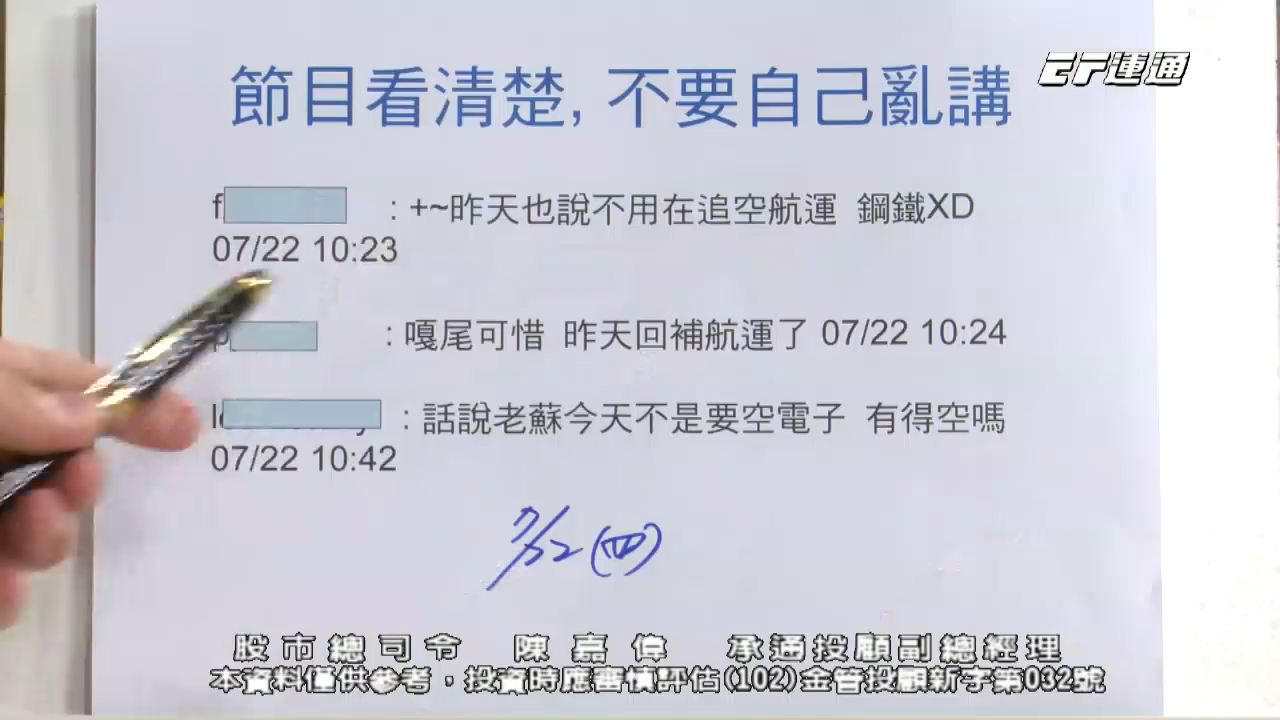 節目看清楚, 不要自己亂講
ET運通
f : +~昨天也說不用在追空航運 鋼鐵XD
07/22 10:23
: 嘎尾可惜 昨天回補航運了 07/22 10:24
: 話說老蘇今天不是要空電子 有得空嗎
07/22 10:42
7/22 (四)
股市總司令 陳嘉偉 承通投顧副總經理
本資料僅供參考，投資時應審慎評估(102)金管投顧新字第032號